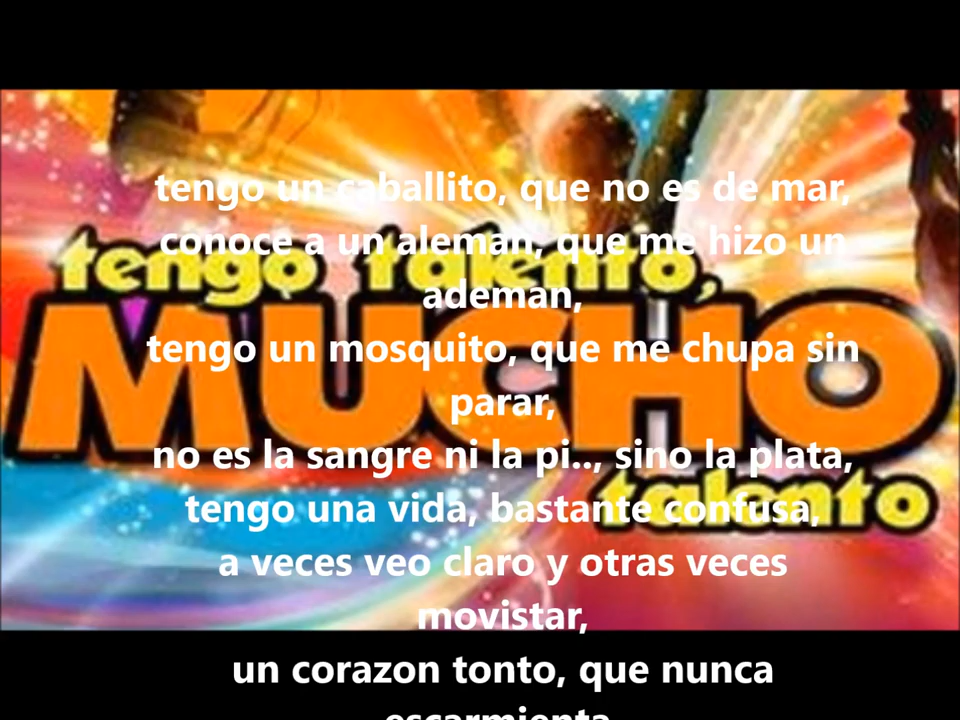 tengo un caballito, que no es de mar,
conoce a un aleman, que me hizo un
ademan,
tengo un mosquito, que me chupa sin
parar,
no es la sangre ni la pi.., sino la plata,
tengo una vida, bastante confusa,
a veces veo claro y otras veces
movistar,
un corazon tonto, que nunca
escarmienta
tengo talento,
MUCHO
talento